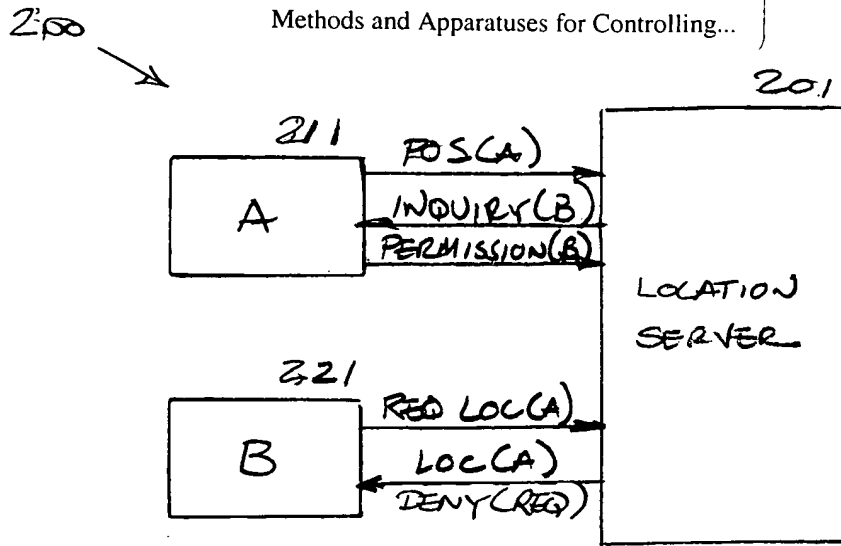 Methods and Apparatuses for Controlling...
200
201
211
POS(A)
A
INQUIRY(B)
PERMISSION(B)
LOCATION
SERVER
221
REQ LOC(A)
B
LOC(A)
DENY(REQ)